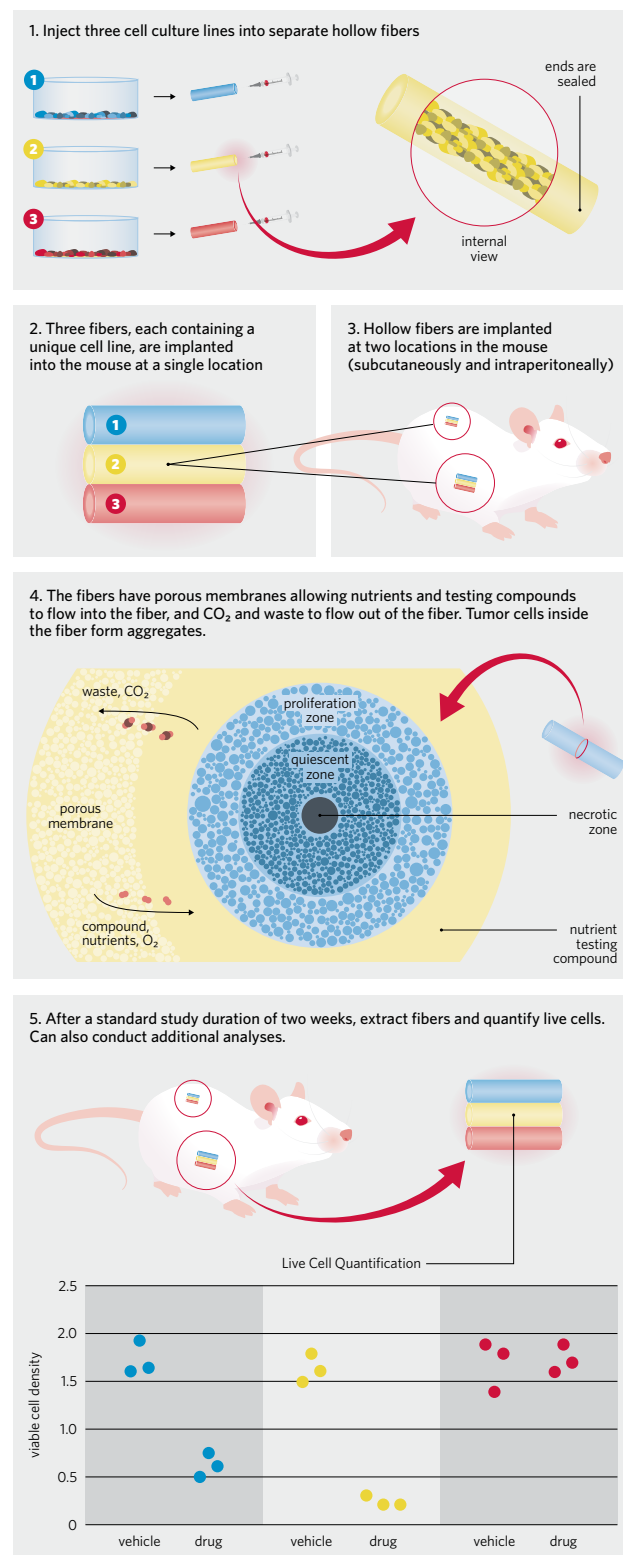 1. Inject three cell culture lines into separate hollow fibers
1
2
3
ends are
sealed
internal
view
2. Three fibers, each containing a
unique cell line, are implanted
into the mouse at a single location
1
2
3
3. Hollow fibers are implanted
at two locations in the mouse
(subcutaneously and intraperitoneally)
4. The fibers have porous membranes allowing nutrients and testing compounds
to flow into the fiber, and CO₂ and waste to flow out of the fiber. Tumor cells inside
the fiber form aggregates.
waste, CO₂
proliferation
zone
quiescent
zone
porous
membrane
necrotic
zone
compound,
nutrients, O₂
nutrient
testing
compound
5. After a standard study duration of two weeks, extract fibers and quantify live cells.
Can also conduct additional analyses.
Live Cell Quantification
viable cell density
2.5
2.0
1.5
1.0
0.5
0
vehicle drug vehicle drug vehicle drug